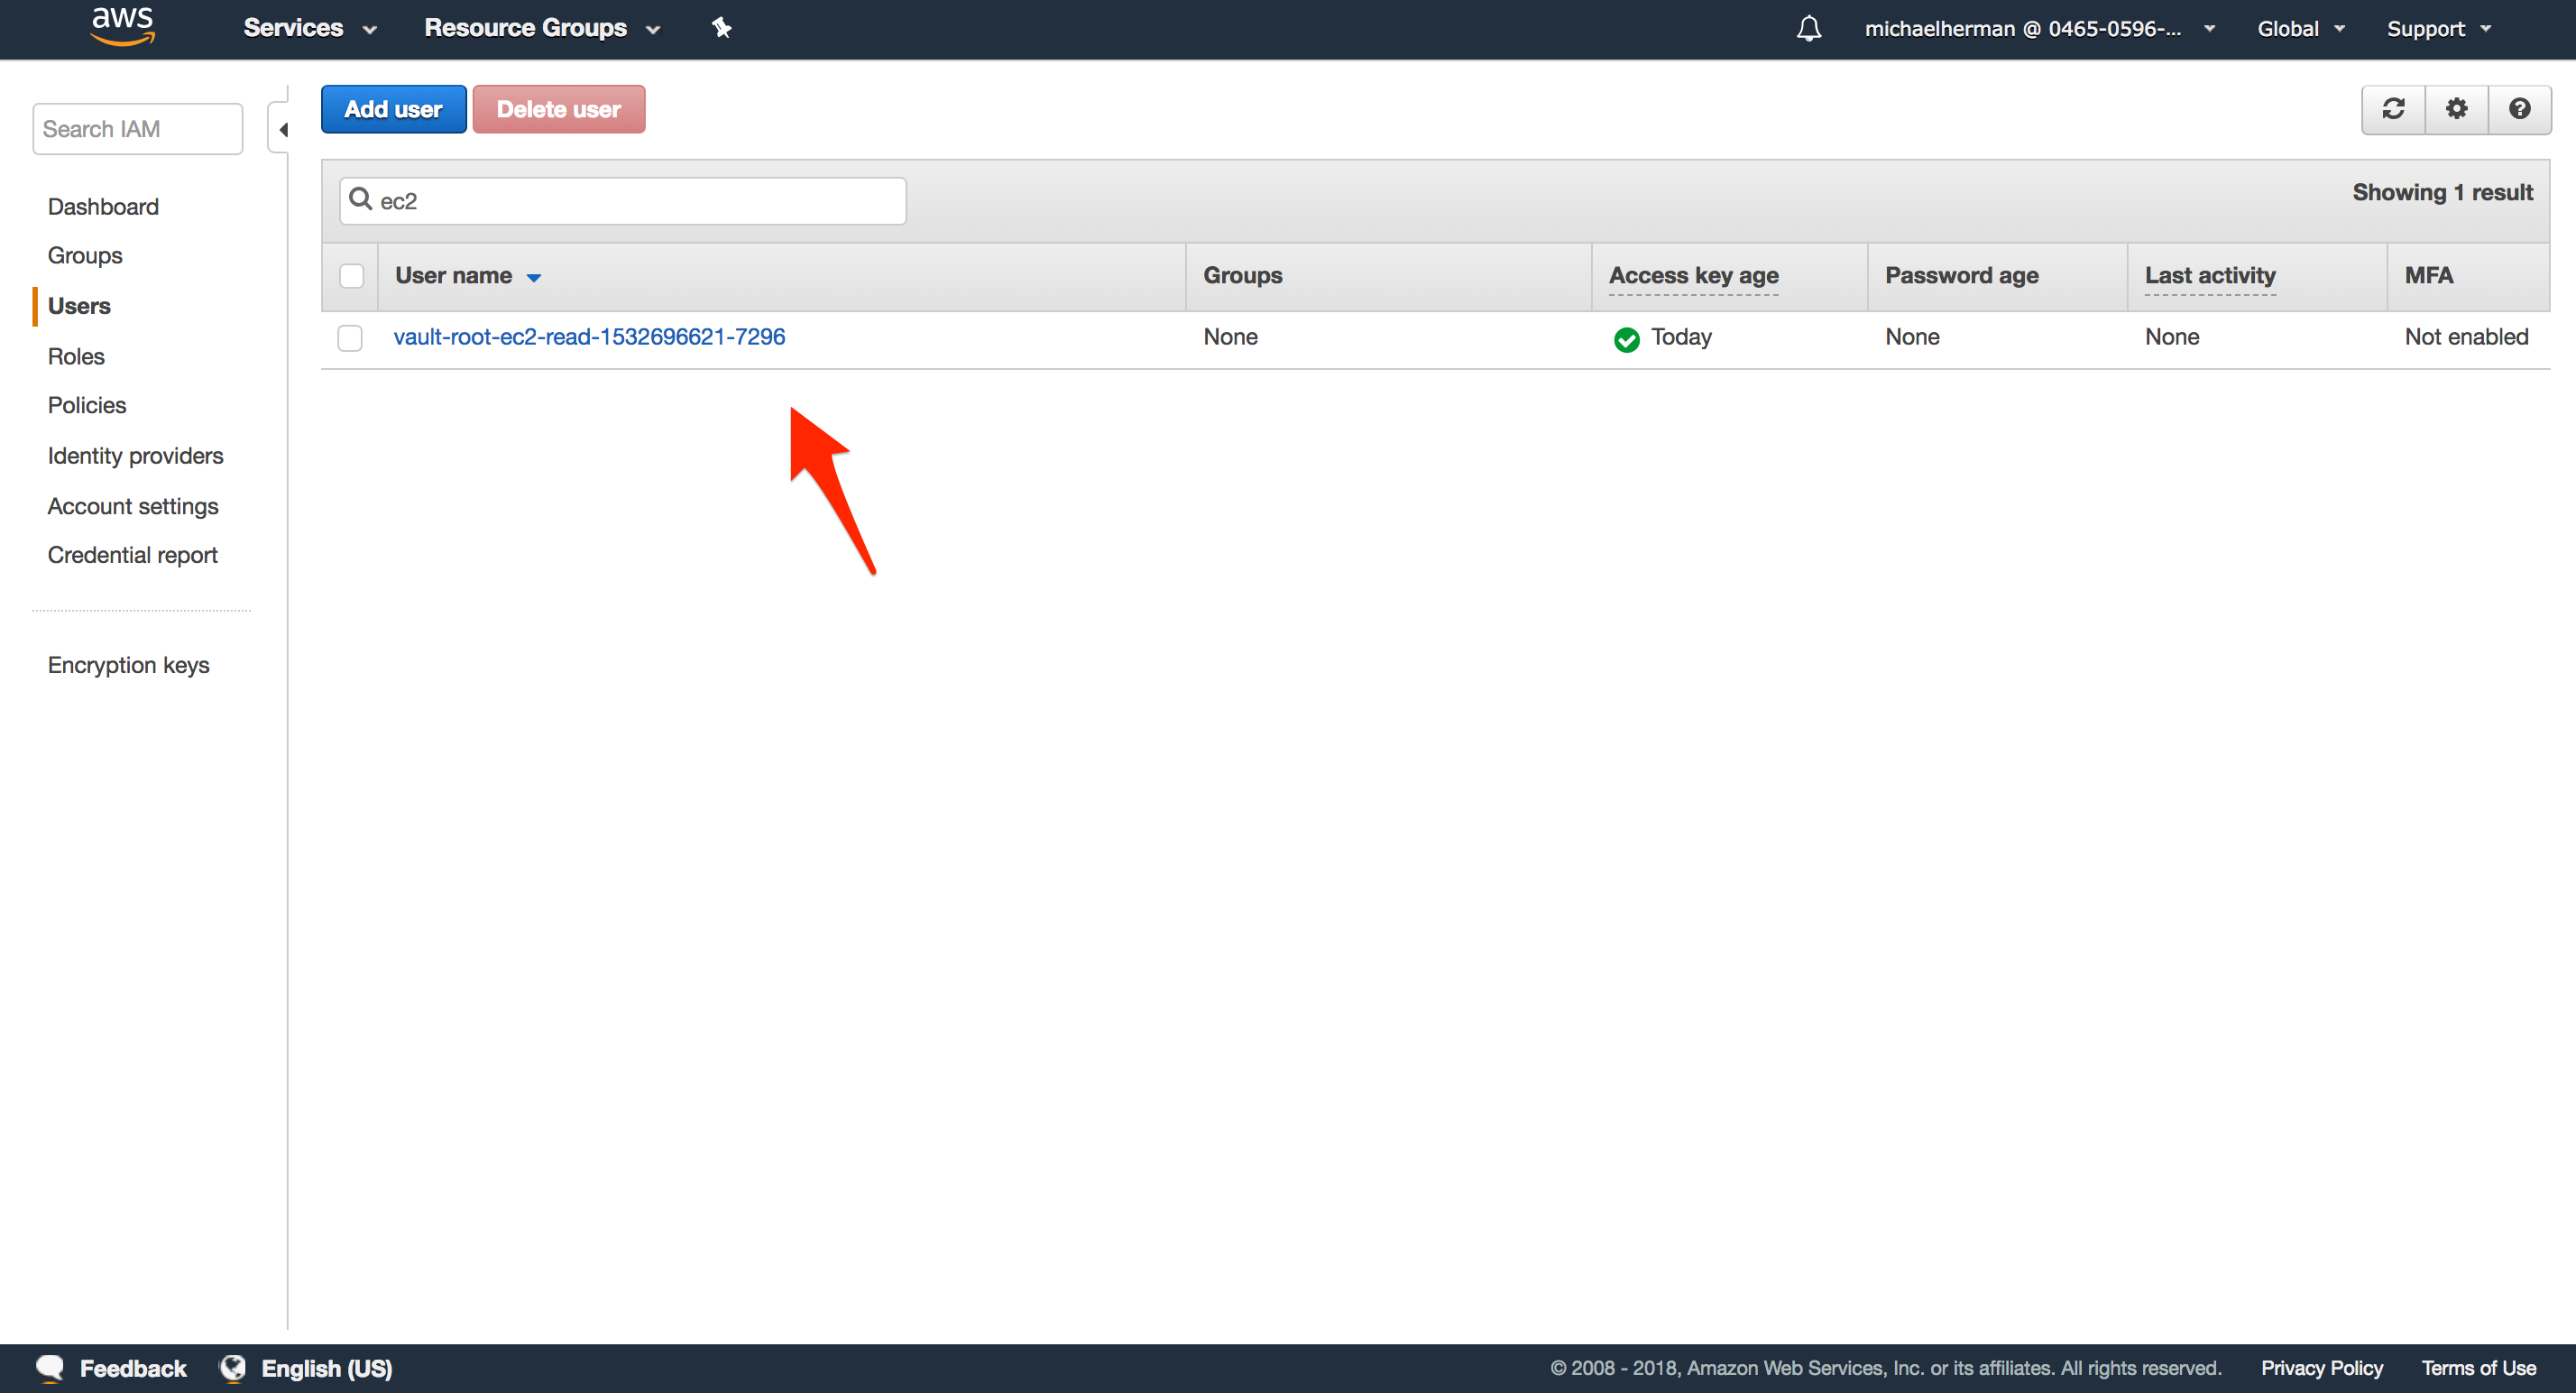 aws Services Resource Groups michaelherman @ 0465-0596-... Global Support
Search IAM
Dashboard
Groups
Users
Roles
Policies
Identity providers
Account settings
Credential report
Encryption keys
Add user Delete user
ec2 Showing 1 result
User name Groups Access key age Password age Last activity MFA
vault-root-ec2-read-1532696621-7296 None Today None None Not enabled
Feedback English (US) © 2008 - 2018, Amazon Web Services, Inc. or its affiliates. All rights reserved. Privacy Policy Terms of Use